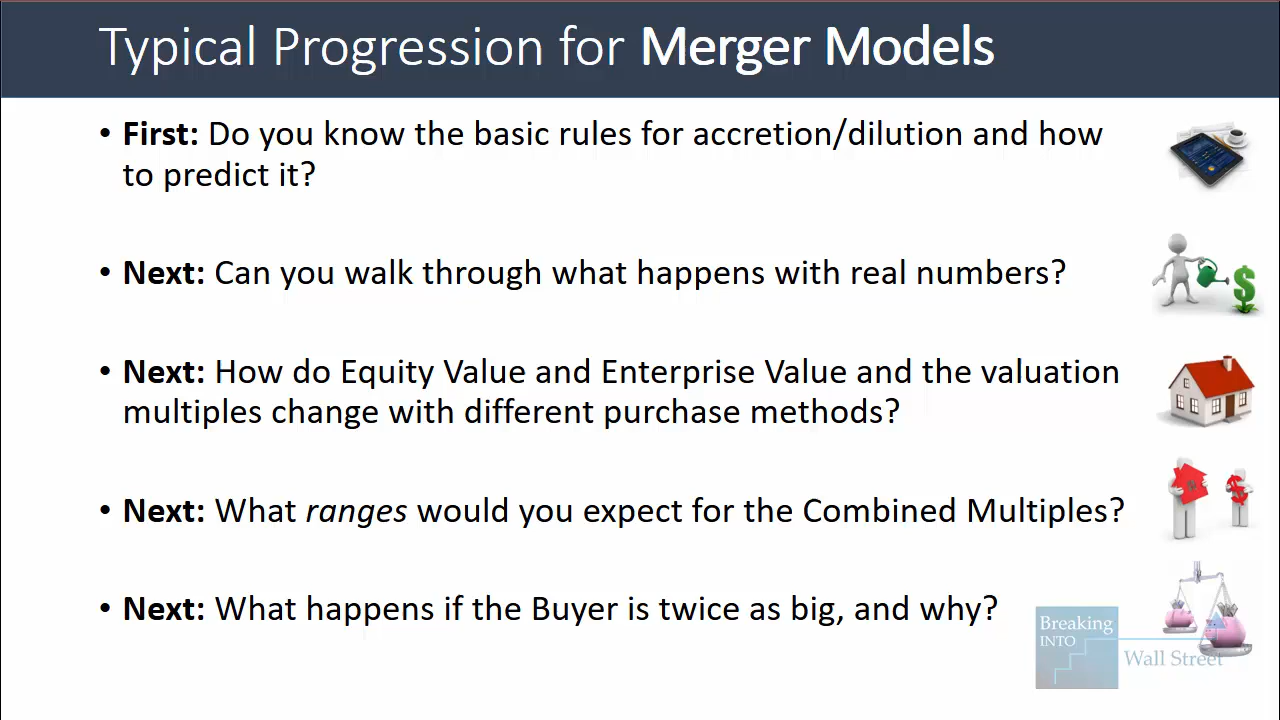 Typical Progression for Merger Models
• First: Do you know the basic rules for accretion/dilution and how
to predict it?
• Next: Can you walk through what happens with real numbers?
• Next: How do Equity Value and Enterprise Value and the valuation
multiples change with different purchase methods?
• Next: What ranges would you expect for the Combined Multiples?
• Next: What happens if the Buyer is twice as big, and why?
Breaking
INTO
Wall Street